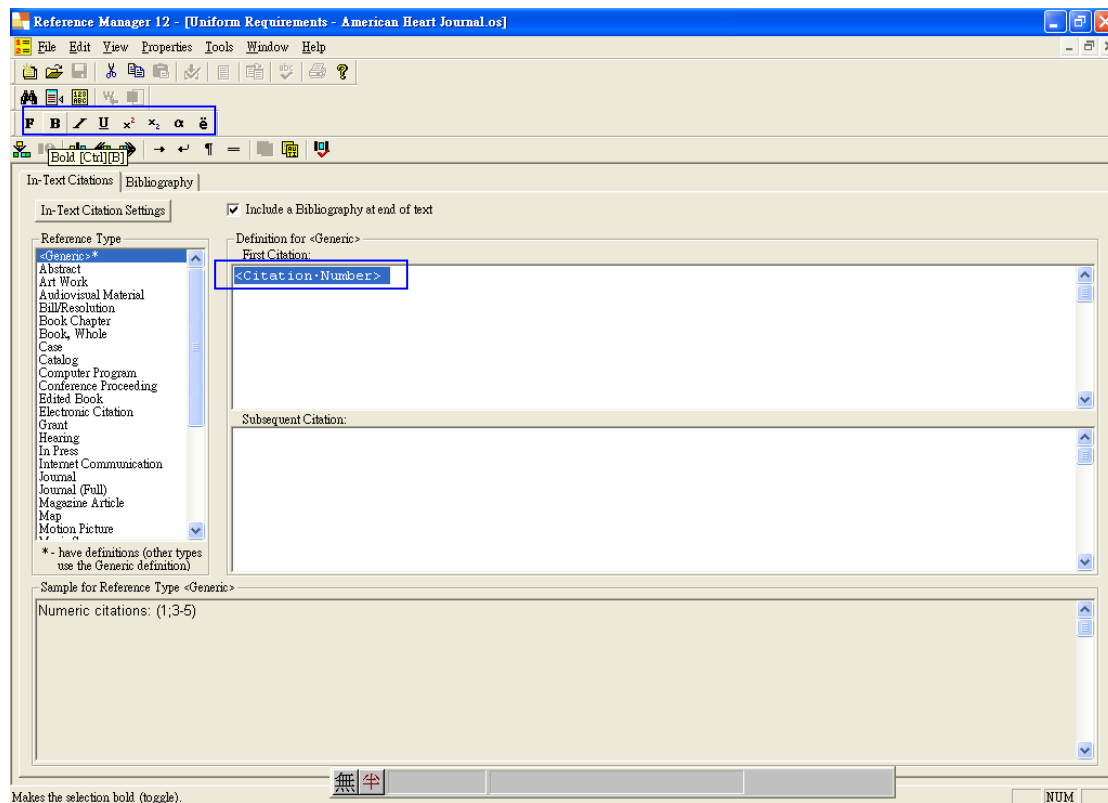 Reference Manager 12 - [Uniform Requirements - American Heart Journal.os]
File Edit View Properties Tools Window Help
F B I U x² x₂ α ë
Bold [Ctrl][B]
In-Text Citations Bibliography
In-Text Citation Settings Include a Bibliography at end of text
Reference Type
<Generic>*
Abstract
Art Work
Audiovisual Material
Bill/Resolution
Book Chapter
Book, Whole
Case
Catalog
Computer Program
Conference Proceeding
Edited Book
Electronic Citation
Grant
Hearing
In Press
Internet Communication
Journal
Journal (Full)
Magazine Article
Map
Motion Picture
* - have definitions (other types
use the Generic definition)
Definition for <Generic>
First Citation:
<Citation·Number>
Subsequent Citation:
Sample for Reference Type <Generic>
Numeric citations: (1;3-5)
無 半
Makes the selection bold (toggle). NUM